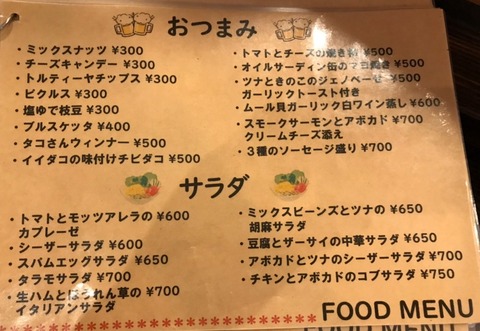 おつまみ
・ミックスナッツ ¥300
・チーズキャンデー ¥300
・トルティーヤチップス ¥300
・ピクルス ¥300
・塩ゆで枝豆 ¥300
・ブルスケッタ ¥400
・タコさんウィンナー ¥500
・イイダコの味付けチビダコ ¥500
・トマトとチーズの ¥500
・オイルサーディン缶の ¥500
・ツナときのこのジェノベーゼ ¥500
ガーリックトースト付き
・ムール貝ガーリック白ワイン蒸し ¥600
・スモークサーモンとアボカド ¥700
クリームチーズ添え
・3種のソーセージ盛り ¥700
サラダ
・トマトとモッツアレラの ¥600
カプレーゼ
・シーザーサラダ ¥600
・スパムエッグサラダ ¥650
・タラモサラダ ¥700
・生ハムとほうれん草の ¥700
イタリアンサラダ
・ミックスビーンズとツナの ¥650
胡麻サラダ
・豆腐とザーサイの中華サラダ ¥650
・アボカドとツナのシーザーサラダ ¥700
・チキンとアボカドのコブサラダ ¥750
FOOD MENU